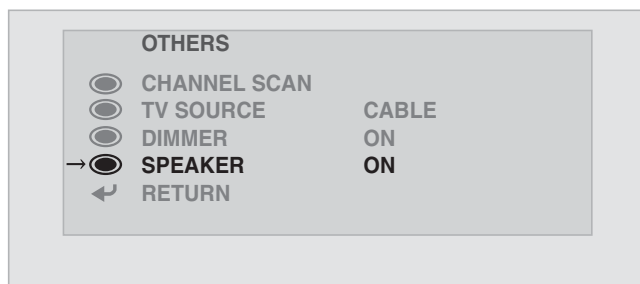 OTHERS
CHANNEL SCAN
TV SOURCE CABLE
DIMMER ON
→ SPEAKER ON
RETURN